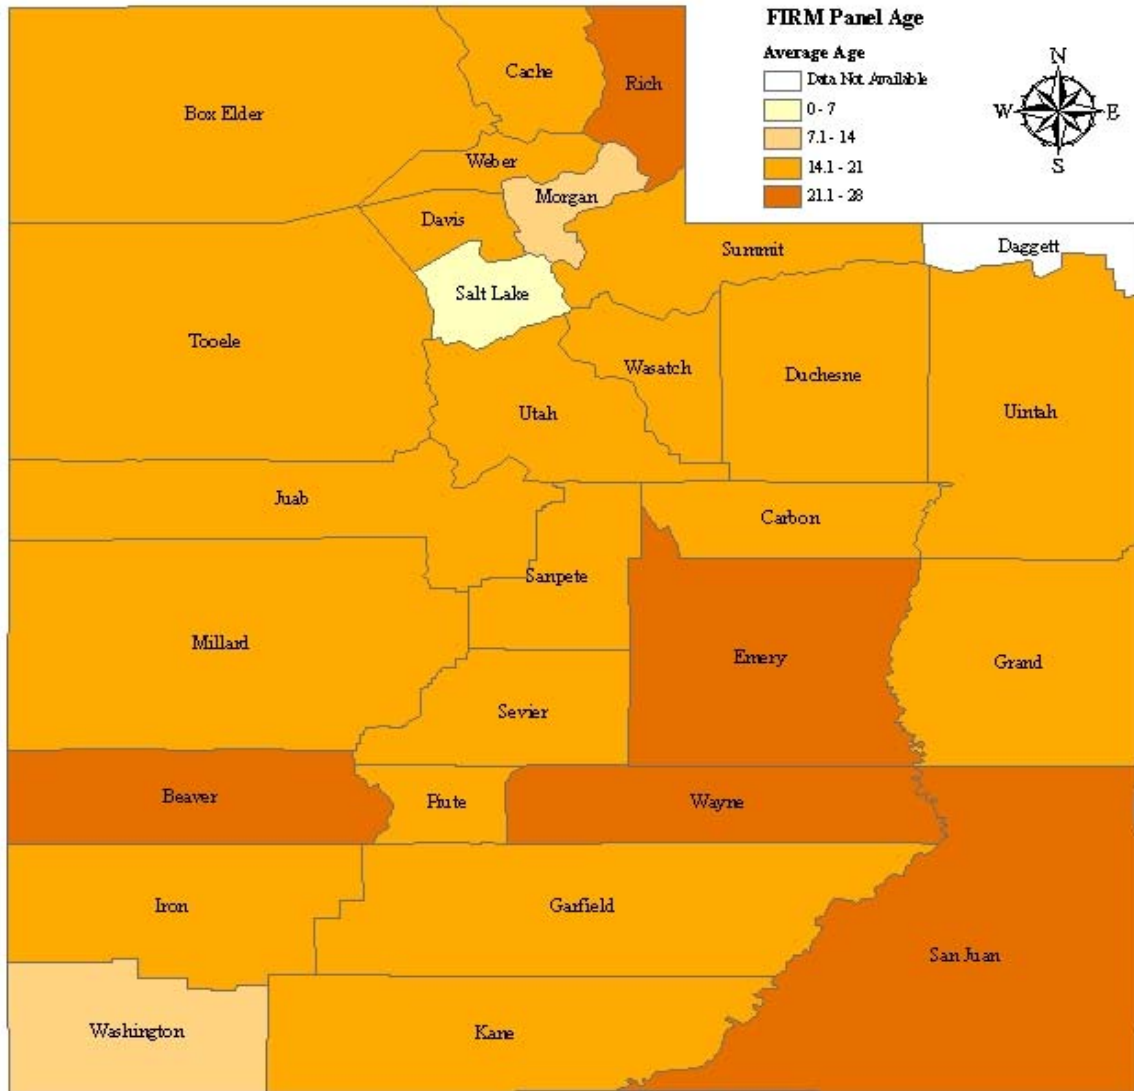 FIRM Panel Age
Average Age
Data Not Available
0 - 7
7.1 - 14
14.1 - 21
21.1 - 28
N
W
E
S
Cache
Rich
Box Elder
Weber
Morgan
Davis
Summit
Daggett
Salt Lake
Tooele
Wasatch
Duchesne
Utah
Uintah
Juab
Carbon
Sanpete
Millard
Emery
Grand
Sevier
Beaver
Piute
Wayne
Iron
Garfield
San Juan
Washington
Kane